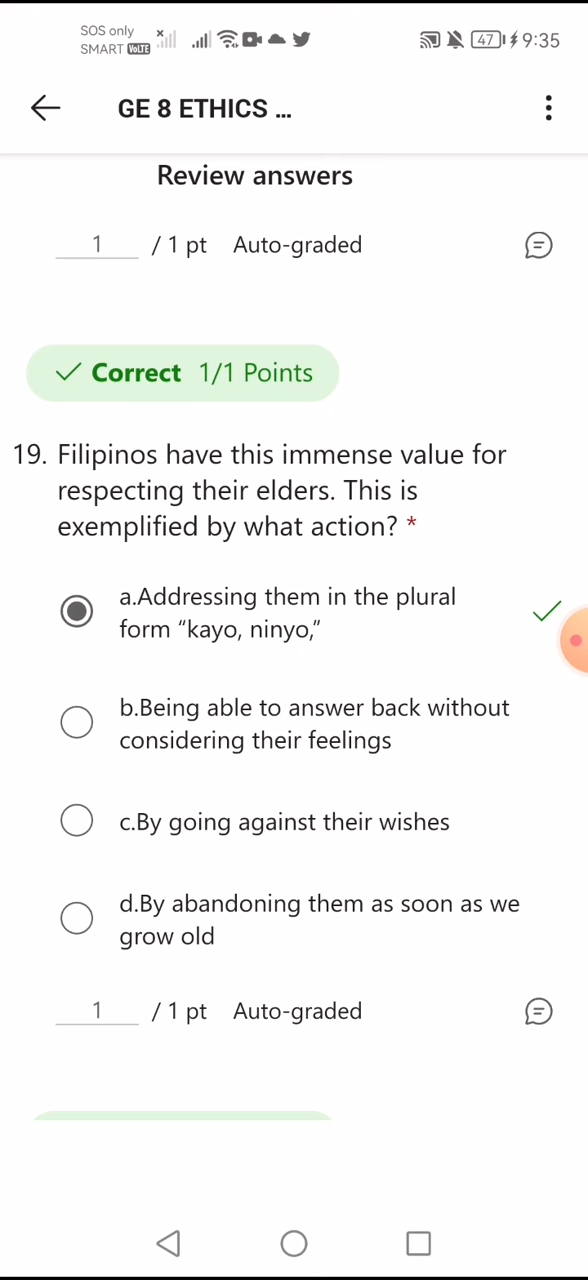 SOS only
SMART VoLTE
47
9:35
GE 8 ETHICS ...
Review answers
1 / 1 pt Auto-graded
Correct 1/1 Points
19. Filipinos have this immense value for
respecting their elders. This is
exemplified by what action? *
a.Addressing them in the plural
form “kayo, ninyo,”
b.Being able to answer back without
considering their feelings
c.By going against their wishes
d.By abandoning them as soon as we
grow old
1 / 1 pt Auto-graded